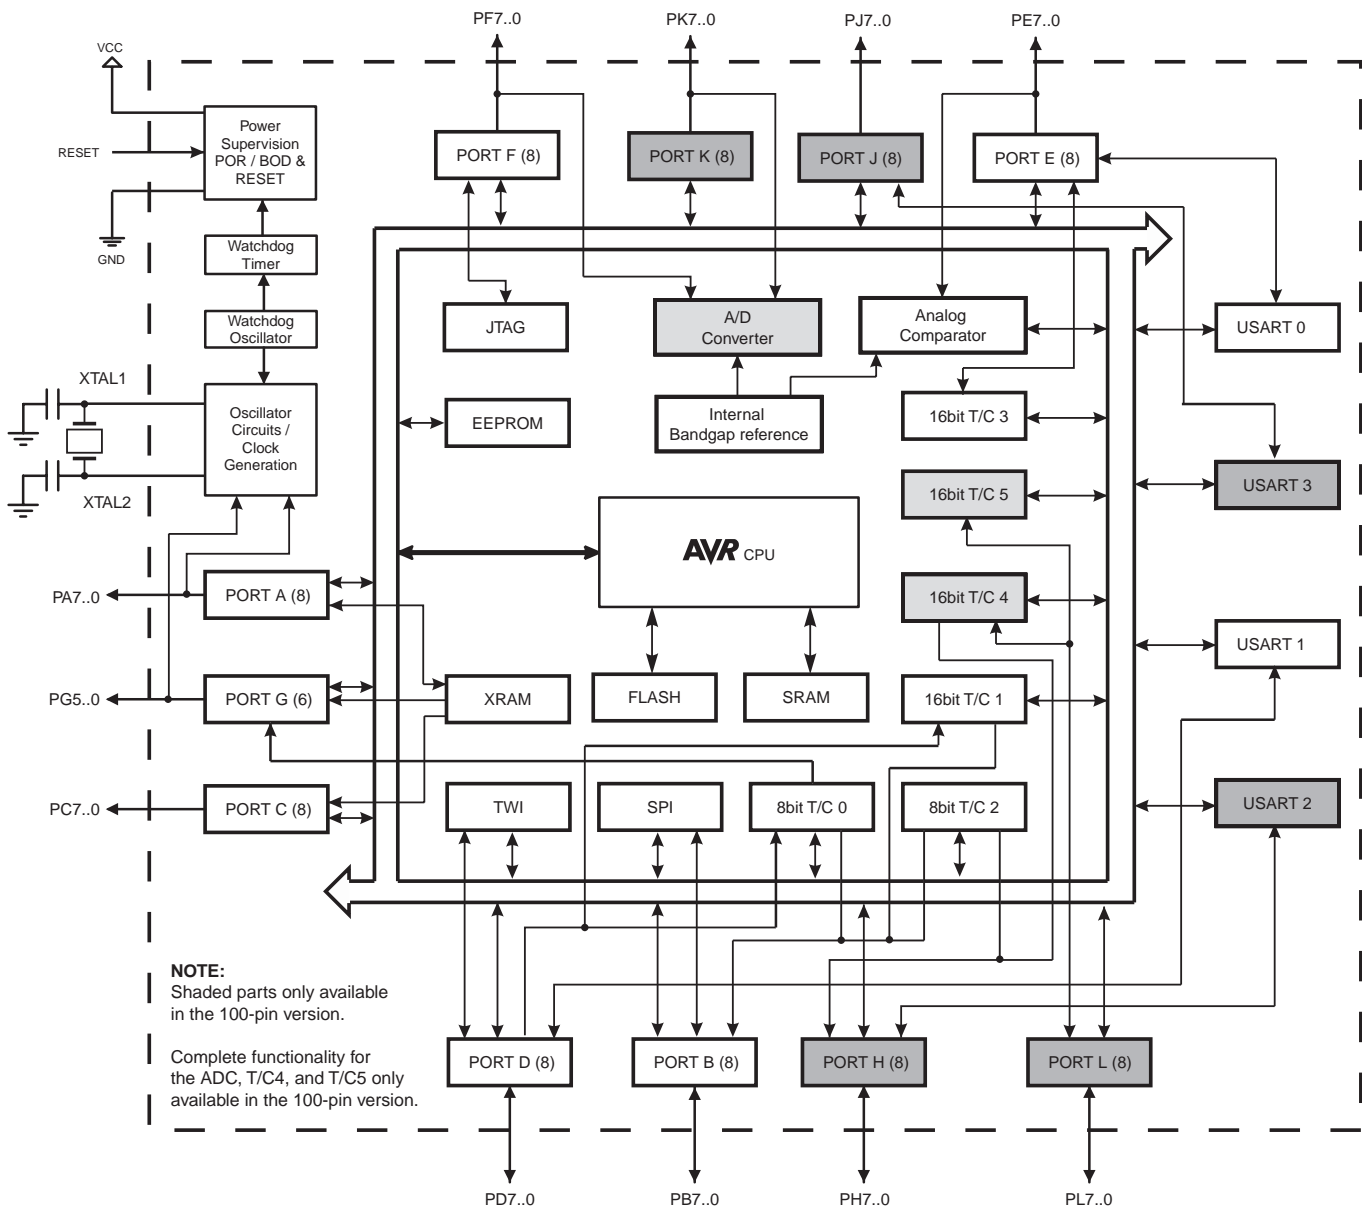 PF7..0
PK7..0
PJ7..0
PE7..0
VCC
RESET
GND
Power
Supervision
POR / BOD &
RESET
PORT F (8)
PORT K (8)
PORT J (8)
PORT E (8)
Watchdog
Timer
Watchdog
Oscillator
JTAG
A/D
Converter
Analog
Comparator
USART 0
XTAL1
XTAL2
Oscillator
Circuits /
Clock
Generation
EEPROM
Internal
Bandgap reference
16bit T/C 3
16bit T/C 5
USART 3
AVR CPU
PA7..0
PORT A (8)
16bit T/C 4
USART 1
PG5..0
PORT G (6)
XRAM
FLASH
SRAM
16bit T/C 1
PC7..0
PORT C (8)
TWI
SPI
8bit T/C 0
8bit T/C 2
USART 2
NOTE:
Shaded parts only available
in the 100-pin version.
Complete functionality for
the ADC, T/C4, and T/C5 only
available in the 100-pin version.
PORT D (8)
PORT B (8)
PORT H (8)
PORT L (8)
PD7..0
PB7..0
PH7..0
PL7..0